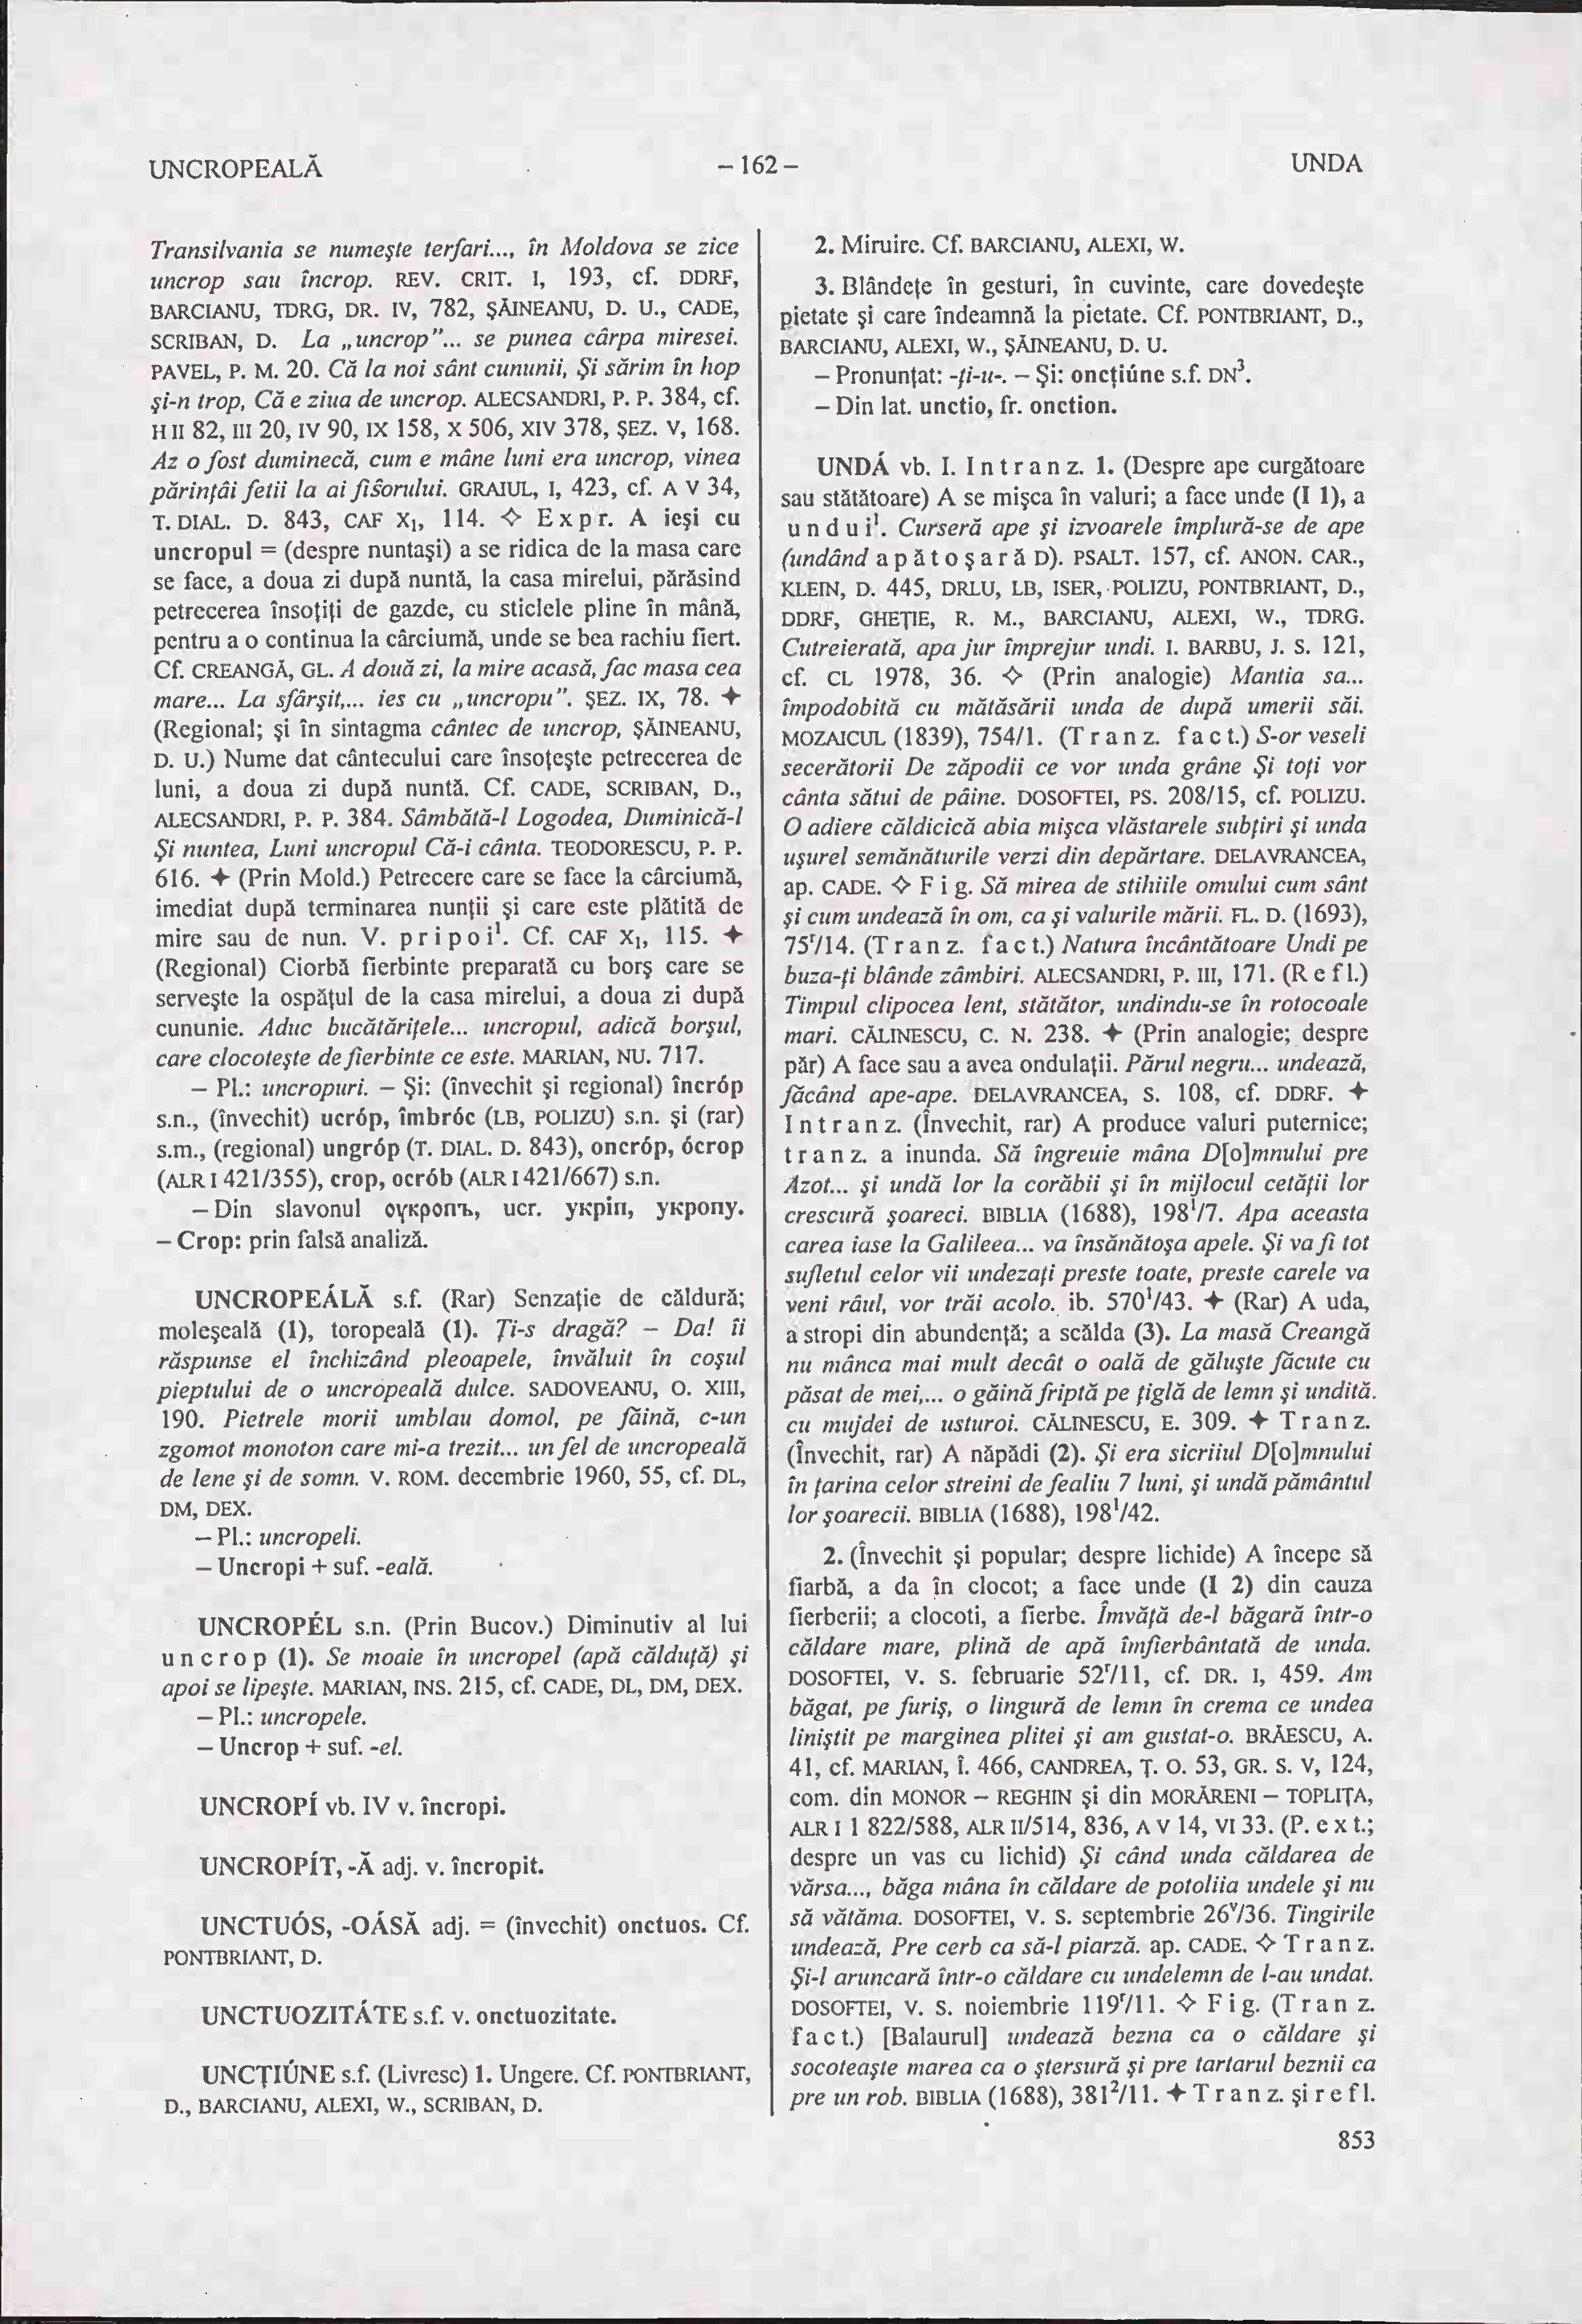 UNCROPEALĂ
– 162 –
UNDA
Transilvania se numeşte terfari..., în Moldova se zice
uncrop sau încrop. REV. CRIT. I, 193, cf. DDRF,
BARCIANU, TDRG, DR. IV, 782, ŞĂINEANU, D. U., CADE,
SCRIBAN, D. La „uncrop”... se punea cârpa miresei.
PAVEL, P. M. 20. Că la noi sânt cununii, Şi sărim în hop
şi-n trop, Că e ziua de uncrop. ALECSANDRI, P. P. 384, cf.
H II 82, III 20, IV 90, IX 158, X 506, XIV 378, ŞEZ. V, 168.
Az o fost duminecă, cum e mâne luni era uncrop, vinea
părinţâi fetii la ai fiŝorului. GRAIUL, I, 423, cf. A V 34,
T. DIAL. D. 843, CAF X₁, 114. ◇ Expr. A ieşi cu
uncropul = (despre nuntaşi) a se ridica de la masa care
se face, a doua zi după nuntă, la casa mirelui, părăsind
petrecerea însoţiţi de gazde, cu sticlele pline în mână,
pentru a o continua la cârciumă, unde se bea rachiu fiert.
Cf. CREANGĂ, GL. A două zi, la mire acasă, fac masa cea
mare... La sfârşit,... ies cu „uncropu”. ŞEZ. IX, 78. ✦
(Regional; şi în sintagma cântec de uncrop, ŞĂINEANU,
D. U.) Nume dat cântecului care însoţeşte petrecerea de
luni, a doua zi după nuntă. Cf. CADE, SCRIBAN, D.,
ALECSANDRI, P. P. 384. Sâmbătă-l Logodea, Duminică-l
Şi nuntea, Luni uncropul Că-i cânta. TEODORESCU, P. P.
616. ✦ (Prin Mold.) Petrecere care se face la cârciumă,
imediat după terminarea nunţii şi care este plătită de
mire sau de nun. V. pripoi¹. Cf. CAF X₁, 115. ✦
(Regional) Ciorbă fierbinte preparată cu borş care se
serveşte la ospăţul de la casa mirelui, a doua zi după
cununie. Aduc bucătăriţele... uncropul, adică borşul,
care clocoteşte de fierbinte ce este. MARIAN, NU. 717.
– Pl.: uncropuri. – Şi: (învechit şi regional) încróp
s.n., (învechit) ucróp, îmbróc (LB, POLIZU) s.n. şi (rar)
s.m., (regional) ungróp (T. DIAL. D. 843), oncróp, ócrop
(ALR I 421/355), crop, ocrób (ALR I 421/667) s.n.
– Din slavonul оүкропъ, ucr. укріп, укропу.
– Crop: prin falsă analiză.
UNCROPEÁLĂ s.f. (Rar) Senzaţie de căldură;
moleşeală (1), toropeală (1). Ţi-s dragă? – Da! îi
răspunse el închizând pleoapele, învăluit în coşul
pieptului de o uncropeală dulce. SADOVEANU, O. XIII,
190. Pietrele morii umblau domol, pe făină, c-un
zgomot monoton care mi-a trezit... un fel de uncropeală
de lene şi de somn. V. ROM. decembrie 1960, 55, cf. DL,
DM, DEX.
– Pl.: uncropeli.
– Uncropi + suf. -eală.
UNCROPÉL s.n. (Prin Bucov.) Diminutiv al lui
uncrop (1). Se moaie în uncropel (apă călduţă) şi
apoi se lipeşte. MARIAN, INS. 215, cf. CADE, DL, DM, DEX.
– Pl.: uncropele.
– Uncrop + suf. -el.
UNCROPÍ vb. IV v. încropi.
UNCROPÍT, -Ă adj. v. încropit.
UNCTUÓS, -OÁSĂ adj. = (învechit) onctuos. Cf.
PONTBRIANT, D.
UNCTUOZITÁTE s.f. v. onctuozitate.
UNCŢIÚNE s.f. (Livresc) 1. Ungere. Cf. PONTBRIANT,
D., BARCIANU, ALEXI, W., SCRIBAN, D.
2. Miruire. Cf. BARCIANU, ALEXI, W.
3. Blândeţe în gesturi, în cuvinte, care dovedeşte
pietate şi care îndeamnă la pietate. Cf. PONTBRIANT, D.,
BARCIANU, ALEXI, W., ŞĂINEANU, D. U.
– Pronunţat: -ţi-u-. – Şi: oncţiúne s.f. DN³.
– Din lat. unctio, fr. onction.
UNDÁ vb. I. Intranz. 1. (Despre ape curgătoare
sau stătătoare) A se mişca în valuri; a face unde (I 1), a
undui¹. Curseră ape şi izvoarele împlură-se de ape
(undând apătoşară D). PSALT. 157, cf. ANON. CAR.,
KLEIN, D. 445, DRLU, LB, ISER, POLIZU, PONTBRIANT, D.,
DDRF, GHEŢIE, R. M., BARCIANU, ALEXI, W., TDRG.
Cutreierată, apa jur împrejur undi. I. BARBU, J. S. 121,
cf. CL 1978, 36. ◇ (Prin analogie) Mantia sa...
împodobită cu mătăsării unda de după umerii săi.
MOZAICUL (1839), 754/1. (Tranz. fact.) S-or veseli
secerătorii De zăpodii ce vor unda grâne Şi toţi vor
cânta sătui de pâine. DOSOFTEI, PS. 208/15, cf. POLIZU.
O adiere căldicică abia mişca vlăstarele subţiri şi unda
uşurel semănăturile verzi din depărtare. DELAVRANCEA,
ap. CADE. ◇ Fig. Să mirea de stihiile omului cum sânt
şi cum undează în om, ca şi valurile mării. FL. D. (1693),
75ʳ/14. (Tranz. fact.) Natura încântătoare Undi pe
buza-ţi blânde zâmbiri. ALECSANDRI, P. III, 171. (Refl.)
Timpul clipocea lent, stătător, undindu-se în rotocoale
mari. CĂLINESCU, C. N. 238. ✦ (Prin analogie; despre
păr) A face sau a avea ondulaţii. Părul negru... undează,
făcând ape-ape. DELAVRANCEA, S. 108, cf. DDRF. ✦
Intranz. (Învechit, rar) A produce valuri puternice;
tranz. a inunda. Să îngreuie mâna D[o]mnului pre
Azot... şi undă lor la corăbii şi în mijlocul cetăţii lor
crescură şoareci. BIBLIA (1688), 198¹/7. Apa aceasta
carea iase la Galileea... va însănătoşa apele. Şi va fi tot
sufletul celor vii undezaţi preste toate, preste carele va
veni râul, vor trăi acolo. ib. 570¹/43. ✦ (Rar) A uda,
a stropi din abundenţă; a scălda (3). La masă Creangă
nu mânca mai mult decât o oală de găluşte făcute cu
păsat de mei,... o găină friptă pe ţiglă de lemn şi undită
cu mujdei de usturoi. CĂLINESCU, E. 309. ✦ Tranz.
(Învechit, rar) A năpădi (2). Şi era sicriiul D[o]mnului
în ţarina celor streini de fealiu 7 luni, şi undă pământul
lor şoarecii. BIBLIA (1688), 198¹/42.
2. (Învechit şi popular; despre lichide) A începe să
fiarbă, a da în clocot; a face unde (I 2) din cauza
fierberii; a clocoti, a fierbe. Îmvăţă de-l băgară într-o
căldare mare, plină de apă împfierbântată de unda.
DOSOFTEI, V. S. februarie 52ʳ/11, cf. DR. I, 459. Am
băgat, pe furiş, o lingură de lemn în crema ce undea
liniştit pe marginea plitei şi am gustat-o. BRĂESCU, A.
41, cf. MARIAN, Î. 466, CANDREA, Ţ. O. 53, GR. S. V, 124,
com. din MONOR – REGHIN şi din MORĂRENI – TOPLIŢA,
ALR I 1 822/588, ALR II/514, 836, A V 14, VI 33. (P. ext.;
despre un vas cu lichid) Şi când unda căldarea de
vărsa..., băga mâna în căldare de potoliia undele şi nu
să vătăma. DOSOFTEI, V. S. septembrie 26ᵛ/36. Tingirile
undează, Pre cerb ca să-l piarză. ap. CADE. ◇ Tranz.
Şi-l aruncară într-o căldare cu undelemn de l-au undat.
DOSOFTEI, V. S. noiembrie 119ʳ/11. ◇ Fig. (Tranz.
fact.) [Balaurul] undează bezna ca o căldare şi
socoteaşte marea ca o ştersură şi pre tartarul beznii ca
pre un rob. BIBLIA (1688), 381²/11. ✦ Tranz. şi refl.
853